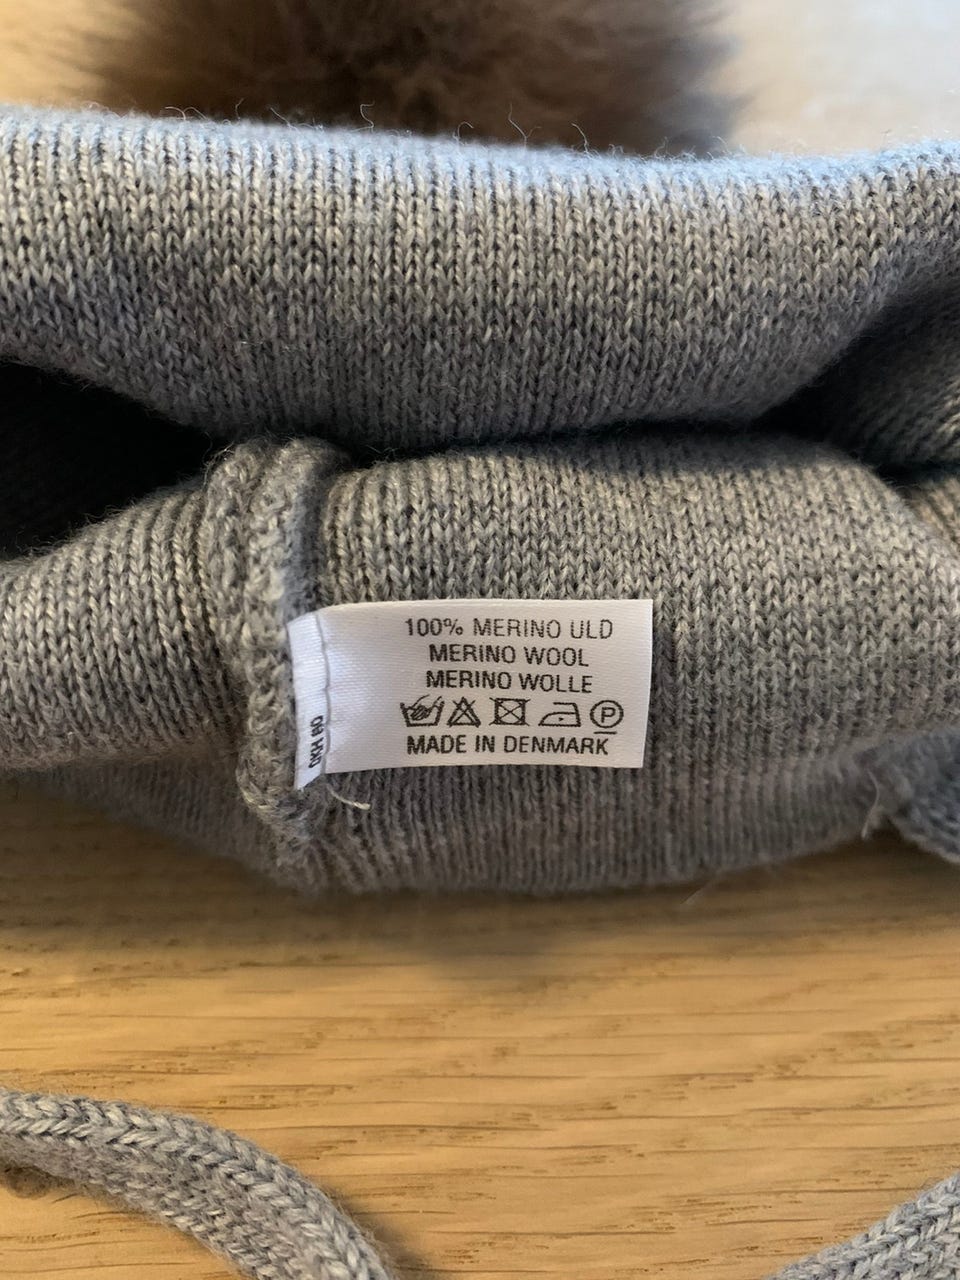 100% MERINO ULD
MERINO WOOL
MERINO WOLLE
P
MADE IN DENMARK